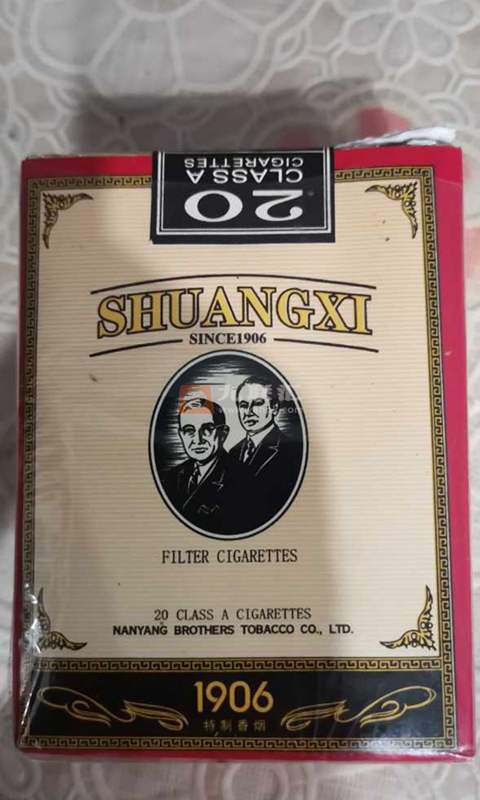 20
CLASS A
CIGARETTES
SHUANGXI
SINCE1906
FILTER CIGARETTES
20 CLASS A CIGARETTES
NANYANG BROTHERS TOBACCO CO., LTD.
1906
特制香烟